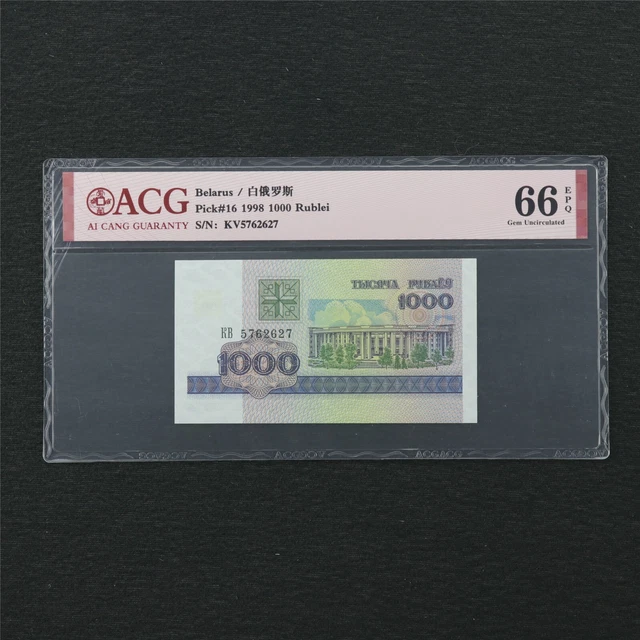 ACG
AI CANG GUARANTY
Belarus / 白俄罗斯
Pick#16 1998 1000 Rublei
S/N: KV5762627
66 EPQ
Gem Uncirculated
ТЫСЯЧА РУБЛЁЎ
1000
КВ 5762627
1000